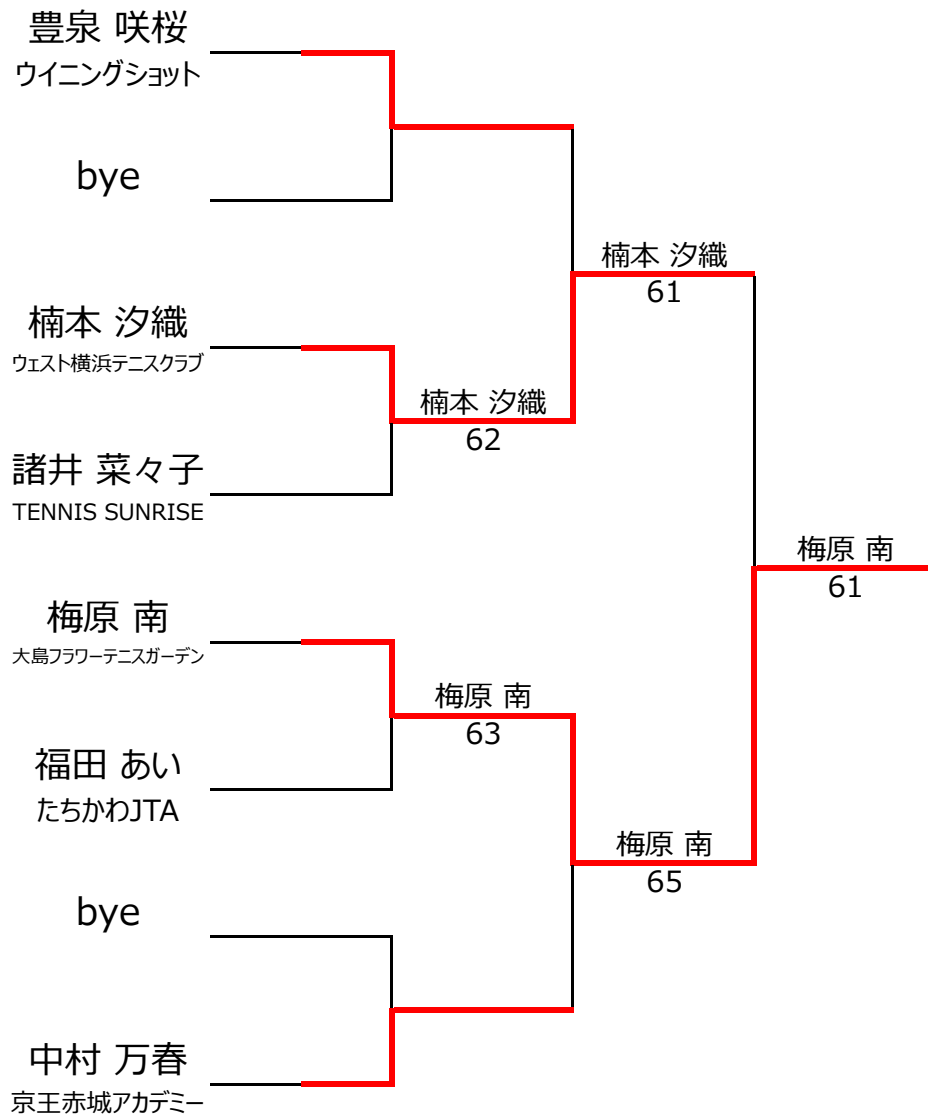 豊泉 咲桜
ウイニングショット
bye
楠本 汐織
61
楠本 汐織
ウェスト横浜テニスクラブ
楠本 汐織
62
諸井 菜々子
TENNIS SUNRISE
梅原 南
61
梅原 南
大島フラワーテニスガーデン
梅原 南
63
福田 あい
たちかわJTA
梅原 南
65
bye
中村 万春
京王赤城アカデミー